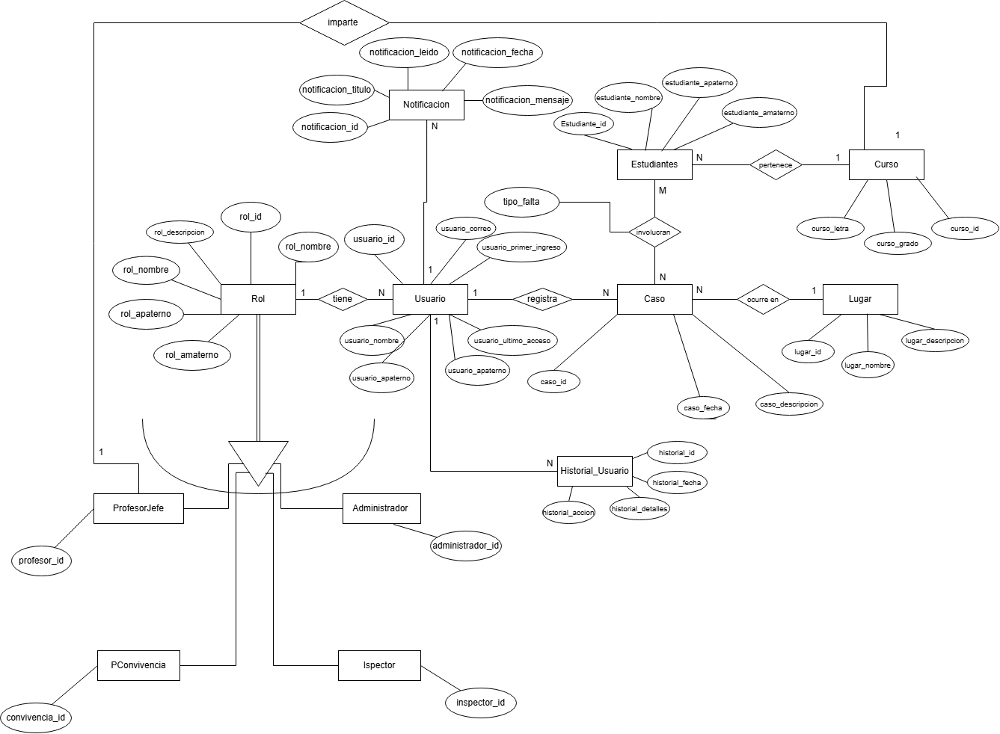 imparte
notificacion_leido
notificacion_fecha
notificacion_titulo
Notificacion
notificacion_mensaje
notificacion_id
N
estudiante_apaterno
estudiante_nombre
estudiante_amaterno
Estudiante_id
1
Estudiantes
N
pertenece
1
Curso
M
tipo_falta
involucran
curso_letra
curso_grado
curso_id
rol_id
rol_descripcion
rol_nombre
rol_nombre
usuario_id
usuario_correo
usuario_primer_ingreso
1
N
Rol
1
tiene
N
Usuario
1
registra
N
Caso
N
ocurre en
1
Lugar
rol_apaterno
rol_amaterno
1
usuario_nombre
usuario_ultimo_acceso
usuario_apaterno
usuario_apaterno
caso_id
caso_fecha
caso_descripcion
lugar_id
lugar_nombre
lugar_descripcion
1
N
Historial_Usuario
historial_id
historial_fecha
historial_accion
historial_detalles
ProfesorJefe
Administrador
profesor_id
administrador_id
PConvivencia
Ispector
convivencia_id
inspector_id